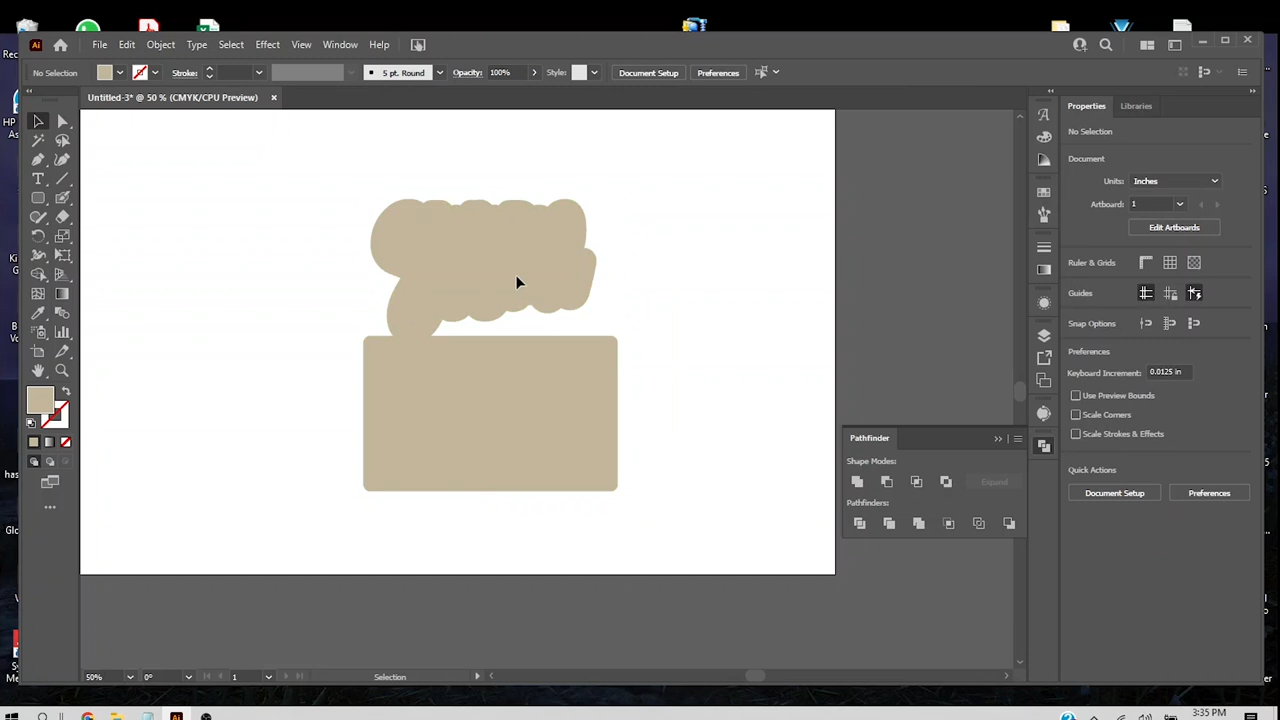 Ai File Edit Object Type Select Effect View Window Help
No Selection Stroke: 5 pt. Round Opacity: 100% Style: Document Setup Preferences
Untitled-3* @ 50 % (CMYK/CPU Preview) ×
Properties Libraries
No Selection
Document
Units: Inches
Artboard: 1
Edit Artboards
Ruler & Grids
Guides
Snap Options
Preferences
Keyboard Increment: 0.0125 in
Use Preview Bounds
Scale Corners
Scale Strokes & Effects
Quick Actions
Document Setup Preferences
Pathfinder
Shape Modes:
Expand
Pathfinders:
50% 0° 1 Selection
3:35 PM